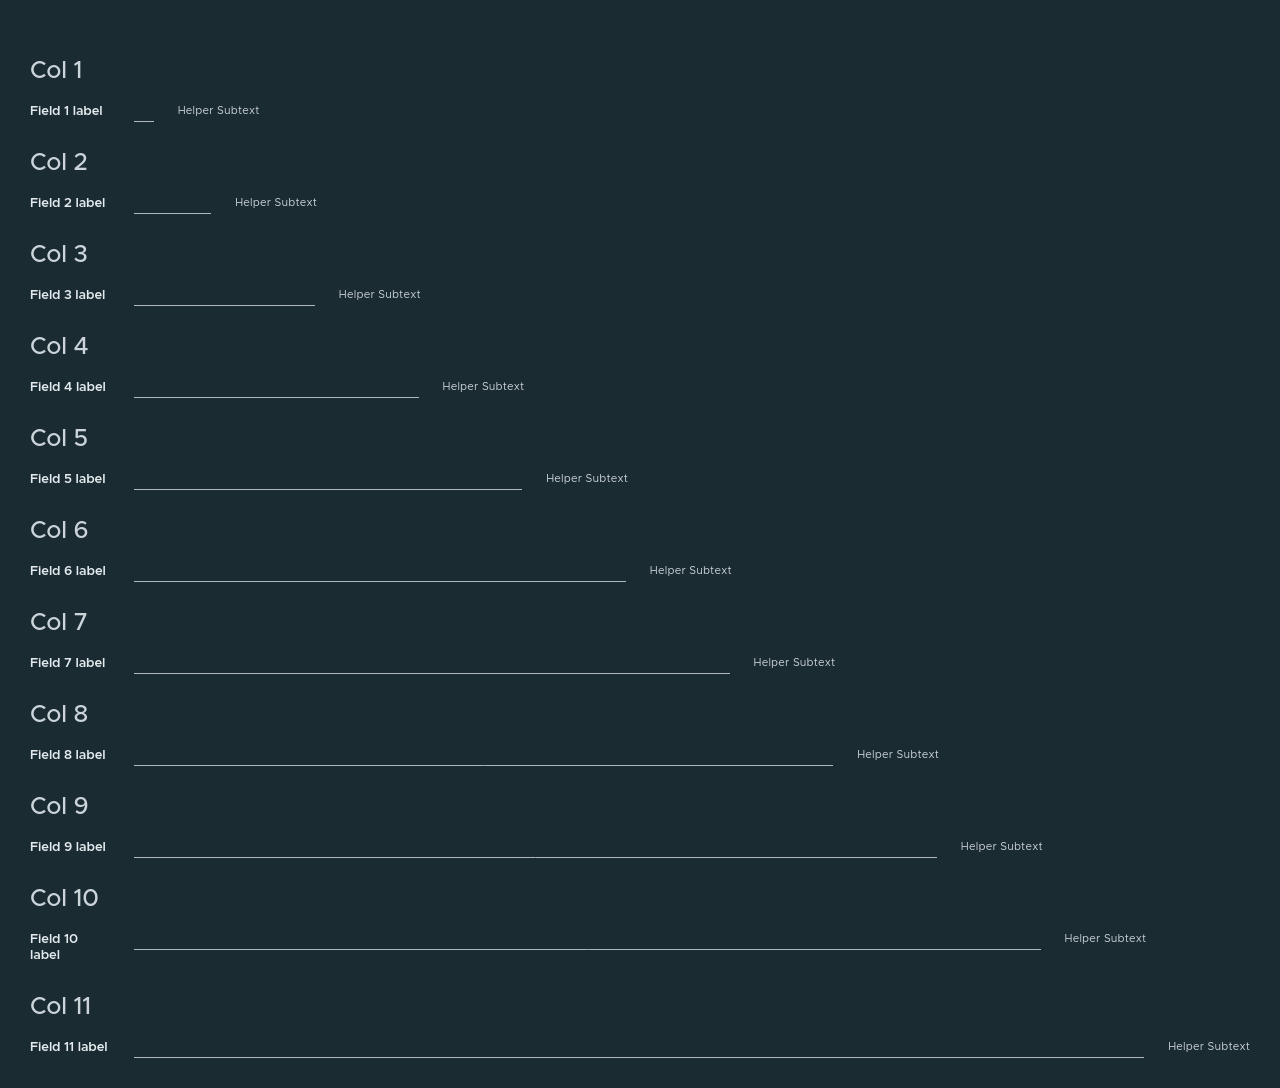 Col 1
Field 1 label Helper Subtext
Col 2
Field 2 label Helper Subtext
Col 3
Field 3 label Helper Subtext
Col 4
Field 4 label Helper Subtext
Col 5
Field 5 label Helper Subtext
Col 6
Field 6 label Helper Subtext
Col 7
Field 7 label Helper Subtext
Col 8
Field 8 label Helper Subtext
Col 9
Field 9 label Helper Subtext
Col 10
Field 10 Helper Subtext
label
Col 11
Field 11 label Helper Subtext